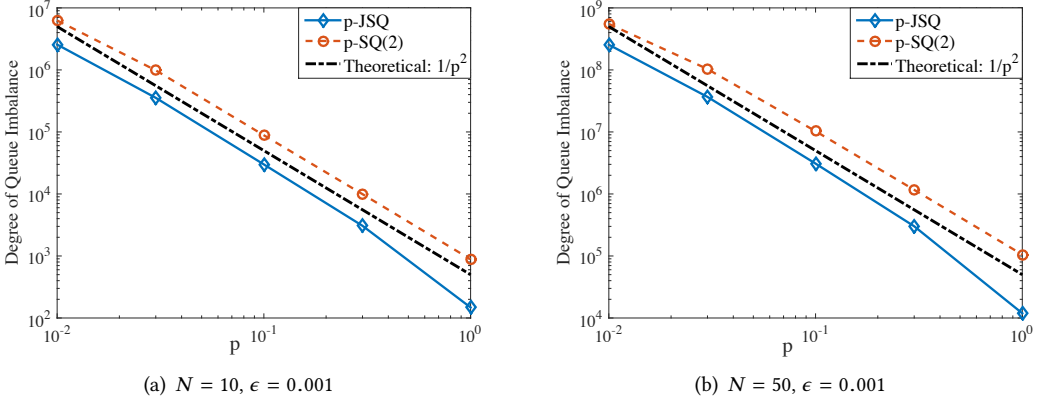 10^7
10^6
10^5
10^4
10^3
10^2
Degree of Queue Imbalance
p-JSQ
p-SQ(2)
Theoretical: 1/p^2
10^-2
10^-1
10^0
p
(a) N = 10, ϵ = 0.001
10^9
10^8
10^7
10^6
10^5
10^4
Degree of Queue Imbalance
p-JSQ
p-SQ(2)
Theoretical: 1/p^2
10^-2
10^-1
10^0
p
(b) N = 50, ϵ = 0.001